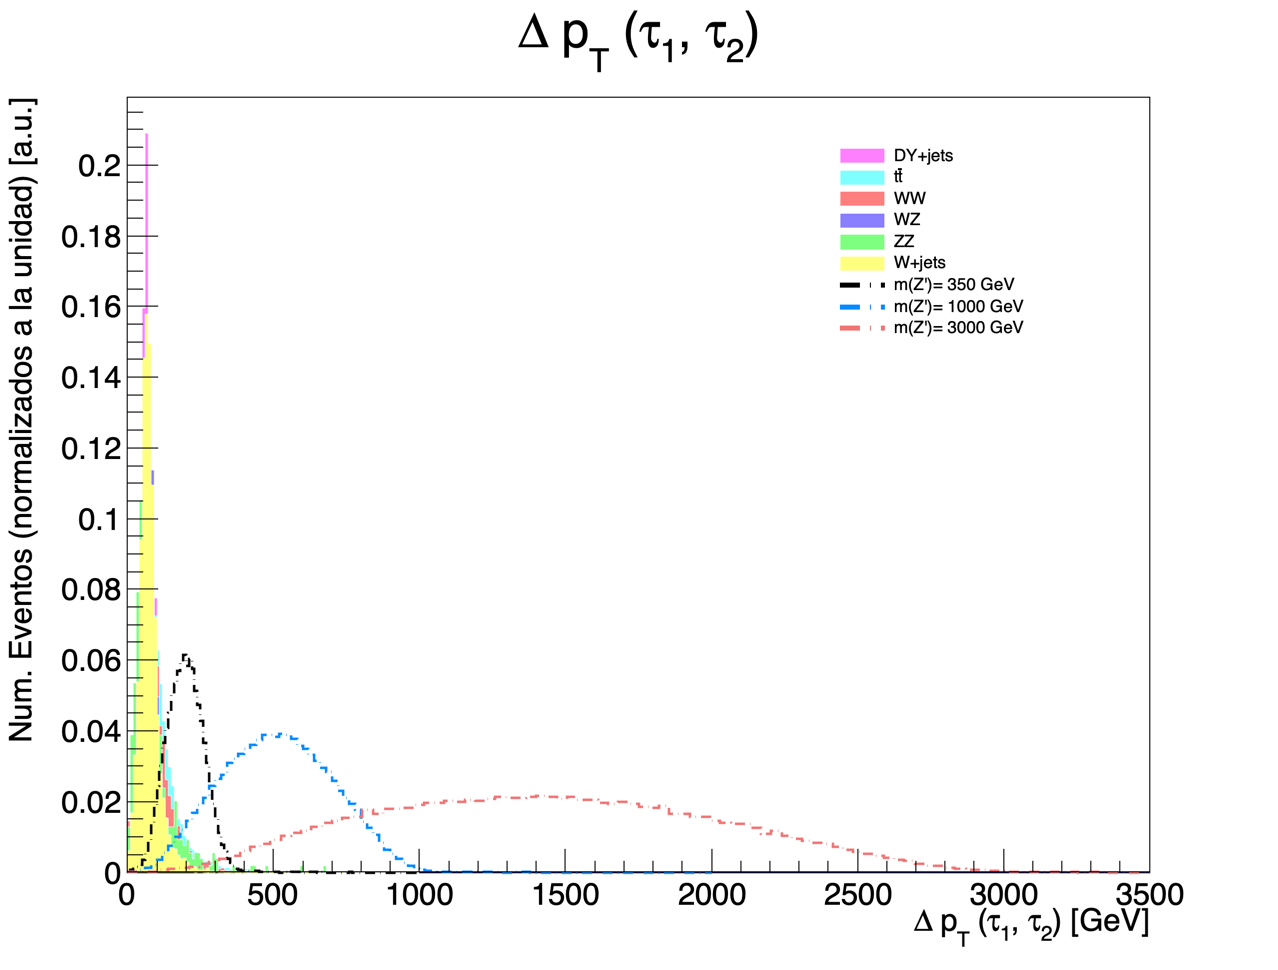 Δ p_T (τ_1, τ_2)
Num. Eventos (normalizados a la unidad) [a.u.]
0.2
0.18
0.16
0.14
0.12
0.1
0.08
0.06
0.04
0.02
0
DY+jets
tt̄
WW
WZ
ZZ
W+jets
m(Z')= 350 GeV
m(Z')= 1000 GeV
m(Z')= 3000 GeV
0 500 1000 1500 2000 2500 3000 3500
Δ p_T (τ_1, τ_2) [GeV]